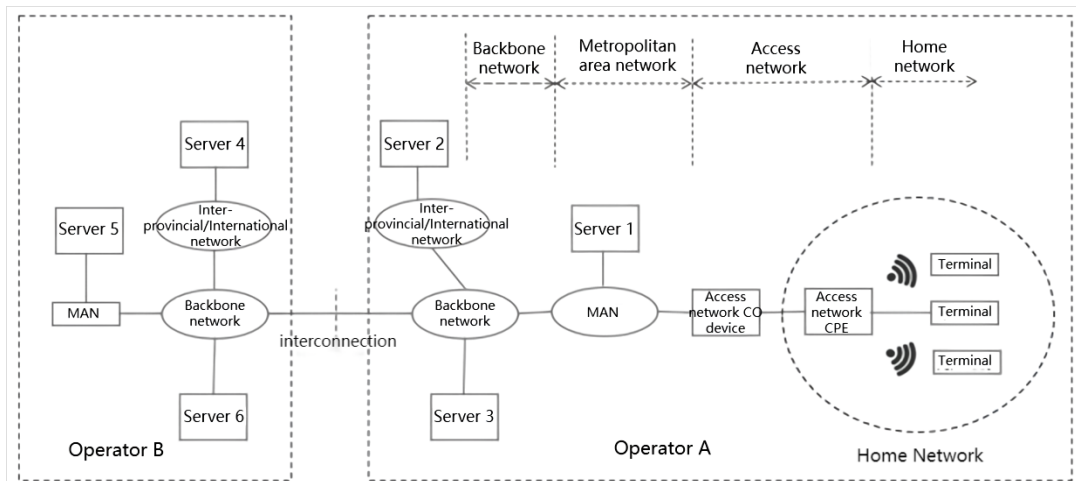 Backbone
network
Metropolitan
area network
Access
network
Home
network
Server 4
Server 2
Server 5
Inter-
provincial/International
network
Inter-
provincial/International
network
Server 1
Terminal
MAN
Backbone
network
Backbone
network
MAN
Access
network CO
device
Access
network
CPE
Terminal
interconnection
Terminal
Server 6
Server 3
Operator B
Operator A
Home Network